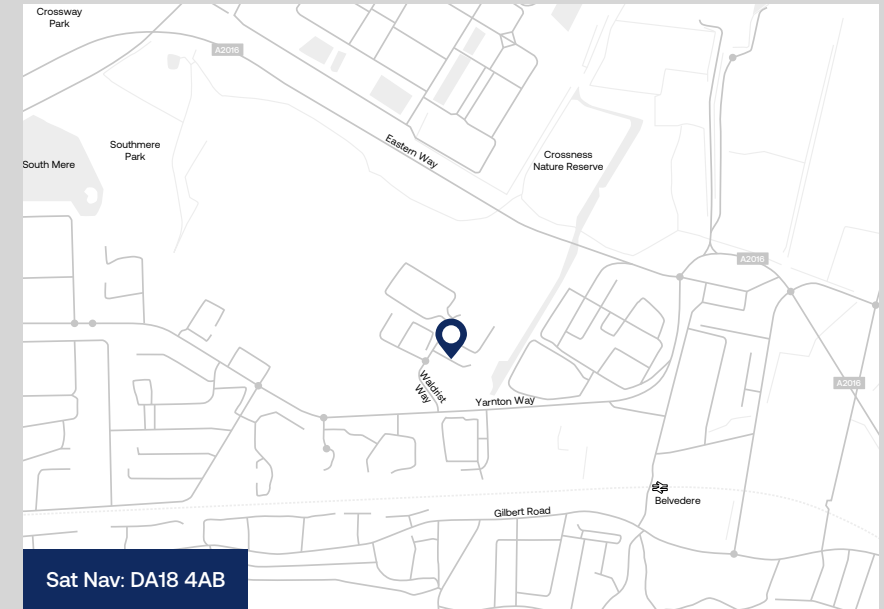 Crossway
Park
A2016
Southmere
Park
South Mere
Eastern Way
Crossness
Nature Reserve
A2016
A2016
Waldrist
Way
Yarnton Way
Belvedere
Gilbert Road
Sat Nav: DA18 4AB